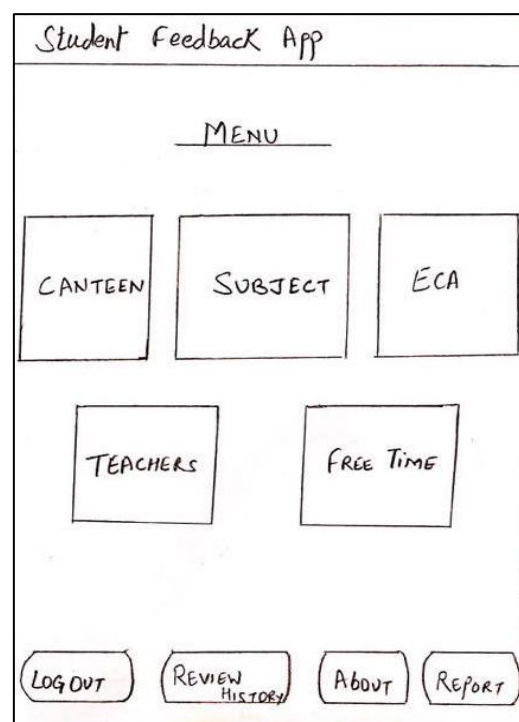 Student Feedback App
MENU
CANTEEN SUBJECT ECA
TEACHERS FREE TIME
LOG OUT REVIEW HISTORY ABOUT REPORT